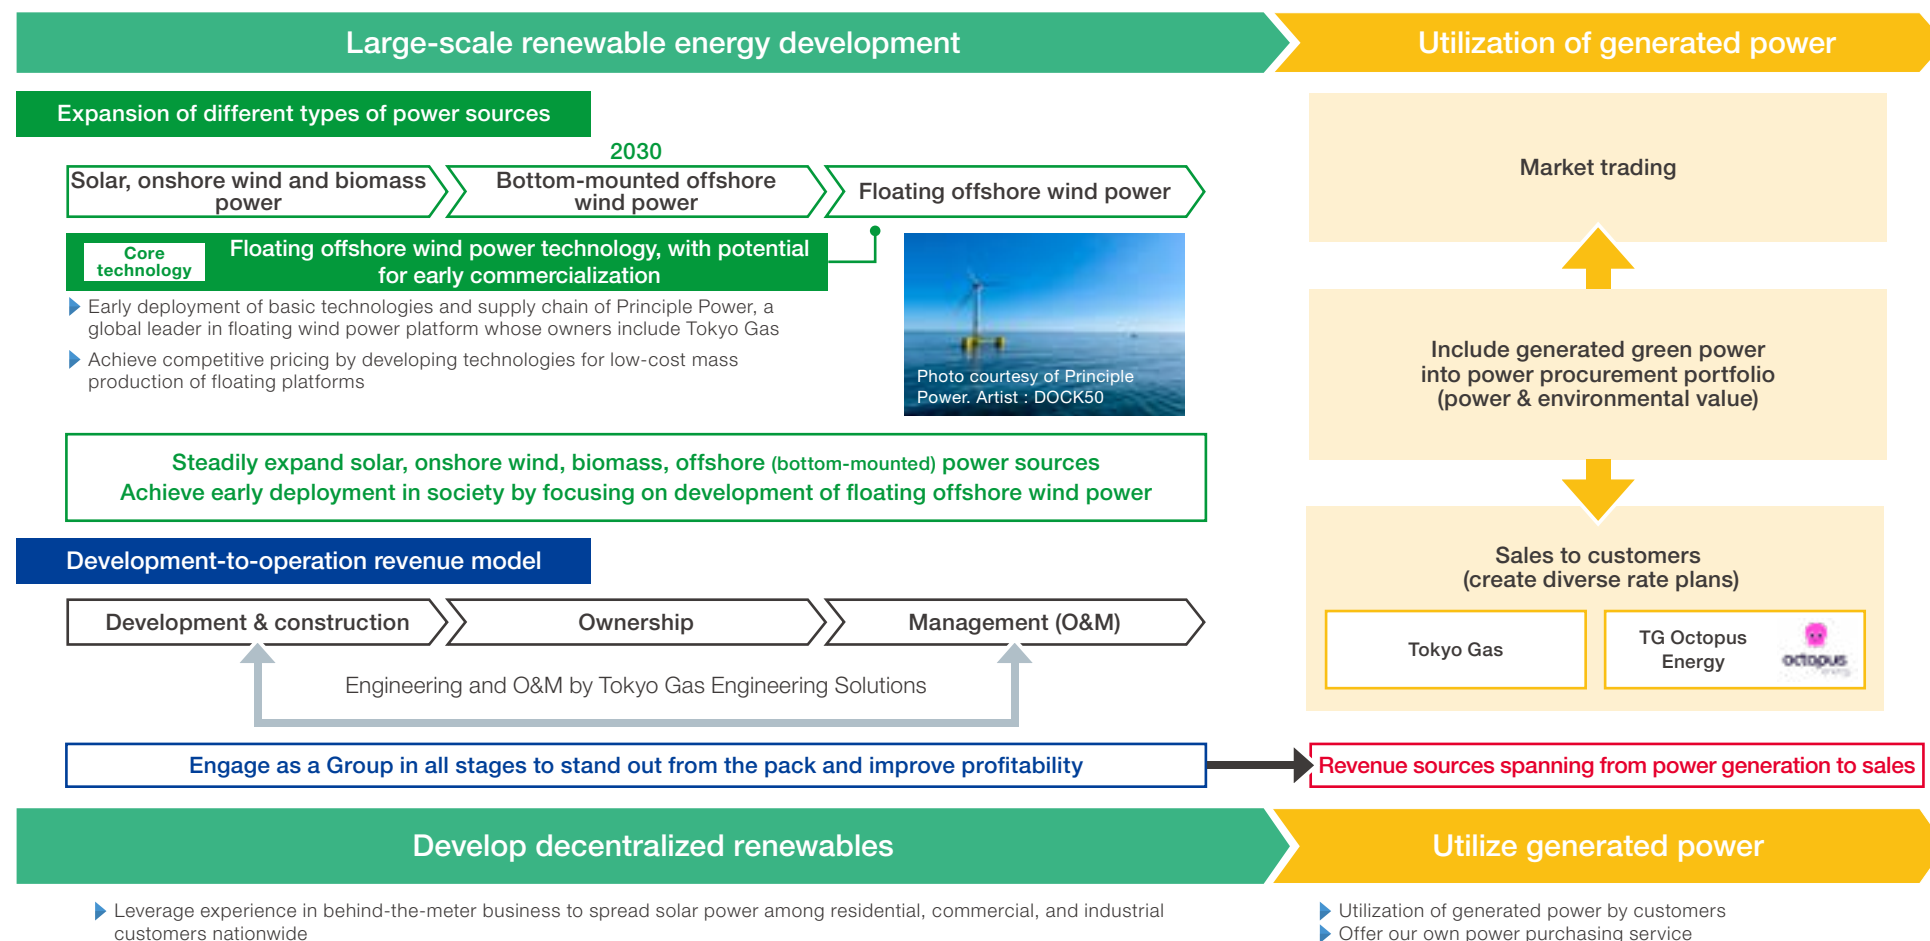 Large-scale renewable energy development
Utilization of generated power
Expansion of different types of power sources
2030
Solar, onshore wind and biomass
power
Bottom-mounted offshore
wind power
Floating offshore wind power
Core
technology
Floating offshore wind power technology, with potential
for early commercialization
Early deployment of basic technologies and supply chain of Principle Power, a
global leader in floating wind power platform whose owners include Tokyo Gas
Achieve competitive pricing by developing technologies for low-cost mass
production of floating platforms
Photo courtesy of Principle
Power. Artist : DOCK50
Steadily expand solar, onshore wind, biomass, offshore (bottom-mounted) power sources
Achieve early deployment in society by focusing on development of floating offshore wind power
Market trading
Include generated green power
into power procurement portfolio
(power & environmental value)
Sales to customers
(create diverse rate plans)
Tokyo Gas
TG Octopus
Energy
octopus
Development-to-operation revenue model
Development & construction
Ownership
Management (O&M)
Engineering and O&M by Tokyo Gas Engineering Solutions
Engage as a Group in all stages to stand out from the pack and improve profitability
Revenue sources spanning from power generation to sales
Develop decentralized renewables
Utilize generated power
Leverage experience in behind-the-meter business to spread solar power among residential, commercial, and industrial
customers nationwide
Utilization of generated power by customers
Offer our own power purchasing service